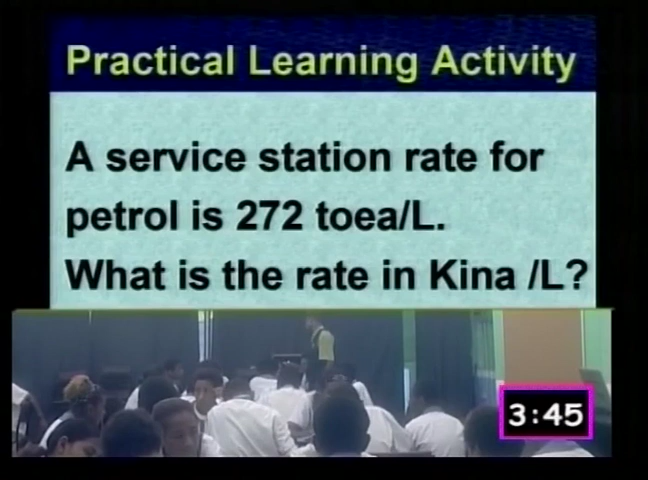 Practical Learning Activity
A service station rate for
petrol is 272 toea/L.
What is the rate in Kina /L?
3:45